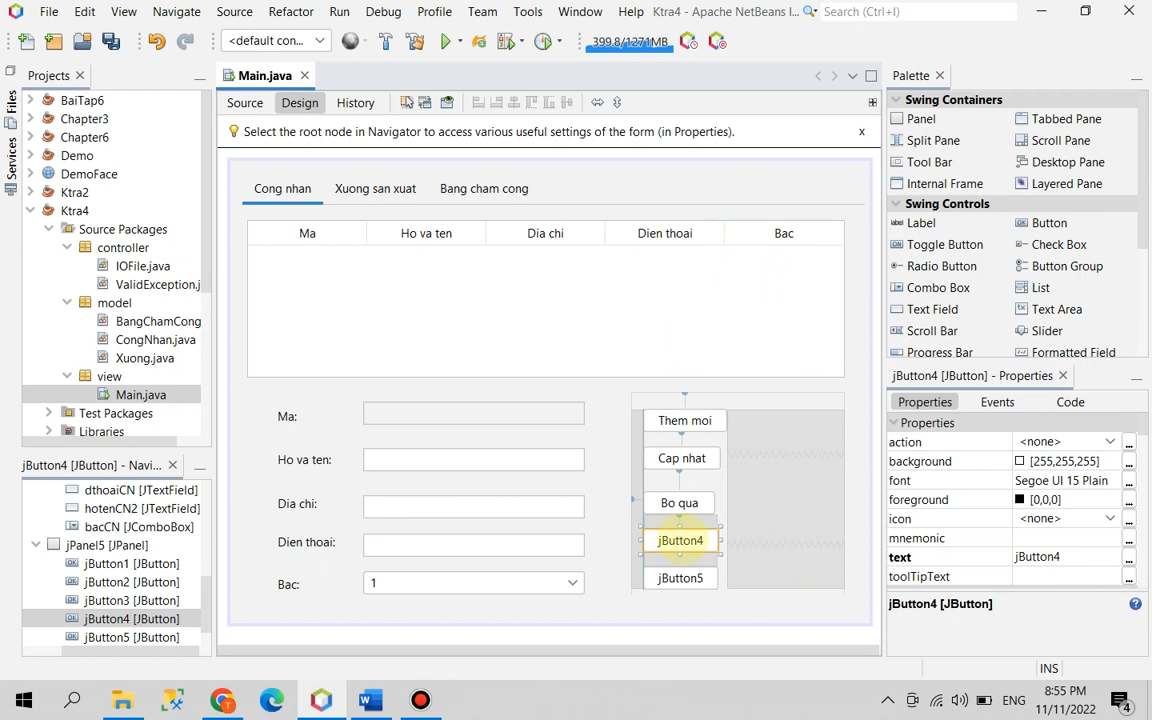 File Edit View Navigate Source Refactor Run Debug Profile Team Tools Window Help Ktra4 - Apache NetBeans I... Search (Ctrl+I)
<default con... 399.8/1271MB
Projects Main.java Palette
Files Services
BaiTap6
Chapter3
Chapter6
Demo
DemoFace
Ktra2
Ktra4
Source Packages
controller
IOFile.java
ValidException.j
model
BangChamCong
CongNhan.java
Xuong.java
view
Main.java
Test Packages
Libraries
jButton4 [JButton] - Navi...
dthoaiCN [JTextField]
hotenCN2 [JTextField]
bacCN [JComboBox]
jPanel5 [JPanel]
jButton1 [JButton]
jButton2 [JButton]
jButton3 [JButton]
jButton4 [JButton]
jButton5 [JButton]
Source Design History
Select the root node in Navigator to access various useful settings of the form (in Properties). x
Cong nhan Xuong san xuat Bang cham cong
Ma Ho va ten Dia chi Dien thoai Bac
Ma:
Ho va ten:
Dia chi:
Dien thoai:
Bac: 1
Them moi
Cap nhat
Bo qua
jButton4
jButton5
Swing Containers
Panel Tabbed Pane
Split Pane Scroll Pane
Tool Bar Desktop Pane
Internal Frame Layered Pane
Swing Controls
Label Button
Toggle Button Check Box
Radio Button Button Group
Combo Box List
Text Field Text Area
Scroll Bar Slider
Progress Bar Formatted Field
jButton4 [JButton] - Properties
Properties Events Code
Properties
action <none> ...
background [255,255,255] ...
font Segoe UI 15 Plain ...
foreground [0,0,0] ...
icon <none> ...
mnemonic ...
text jButton4 ...
toolTipText ...
jButton4 [JButton]
INS
ENG 8:55 PM
11/11/2022 4